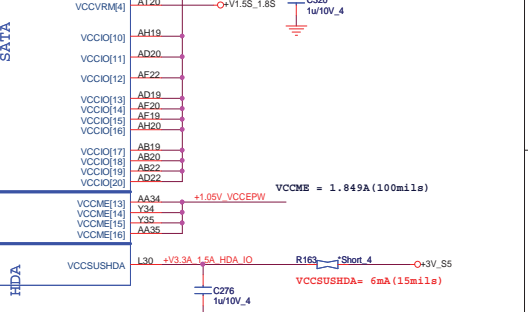 VCCVRM[4] AT20 +V1.5S_1.8S
C320
1u/10V_4
SATA
VCCIO[10] AH19
VCCIO[11] AD20
VCCIO[12] AF22
VCCIO[13] AD19
VCCIO[14] AF20
VCCIO[15] AF19
VCCIO[16] AH20
VCCIO[17] AB19
VCCIO[18] AB20
VCCIO[19] AB22
VCCIO[20] AD22
VCCME = 1.849A(100mils)
VCCME[13] AA34 +1.05V_VCCEPW
VCCME[14] Y34
VCCME[15] Y35
VCCME[16] AA35
HDA
VCCSUSHDA L30 +V3.3A_1.5A_HDA_IO R163 *Short_4 +3V_S5
VCCSUSHDA= 6mA(15mils)
C276
1u/10V_4